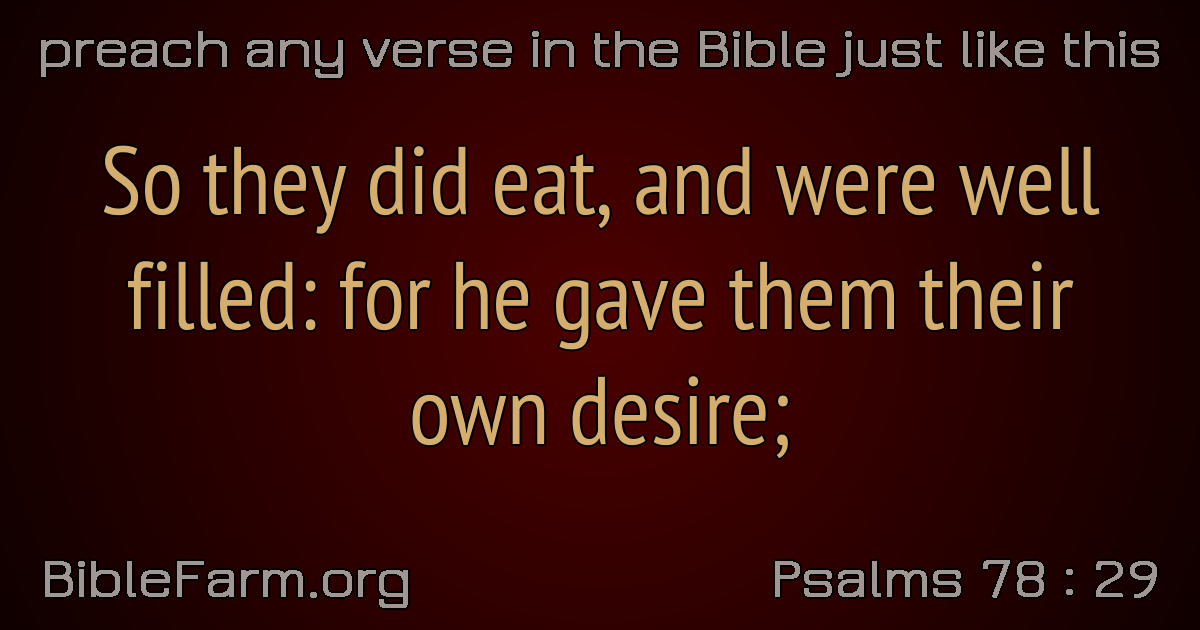 preach any verse in the Bible just like this
So they did eat, and were well
filled: for he gave them their
own desire;
BibleFarm.org
Psalms 78 : 29